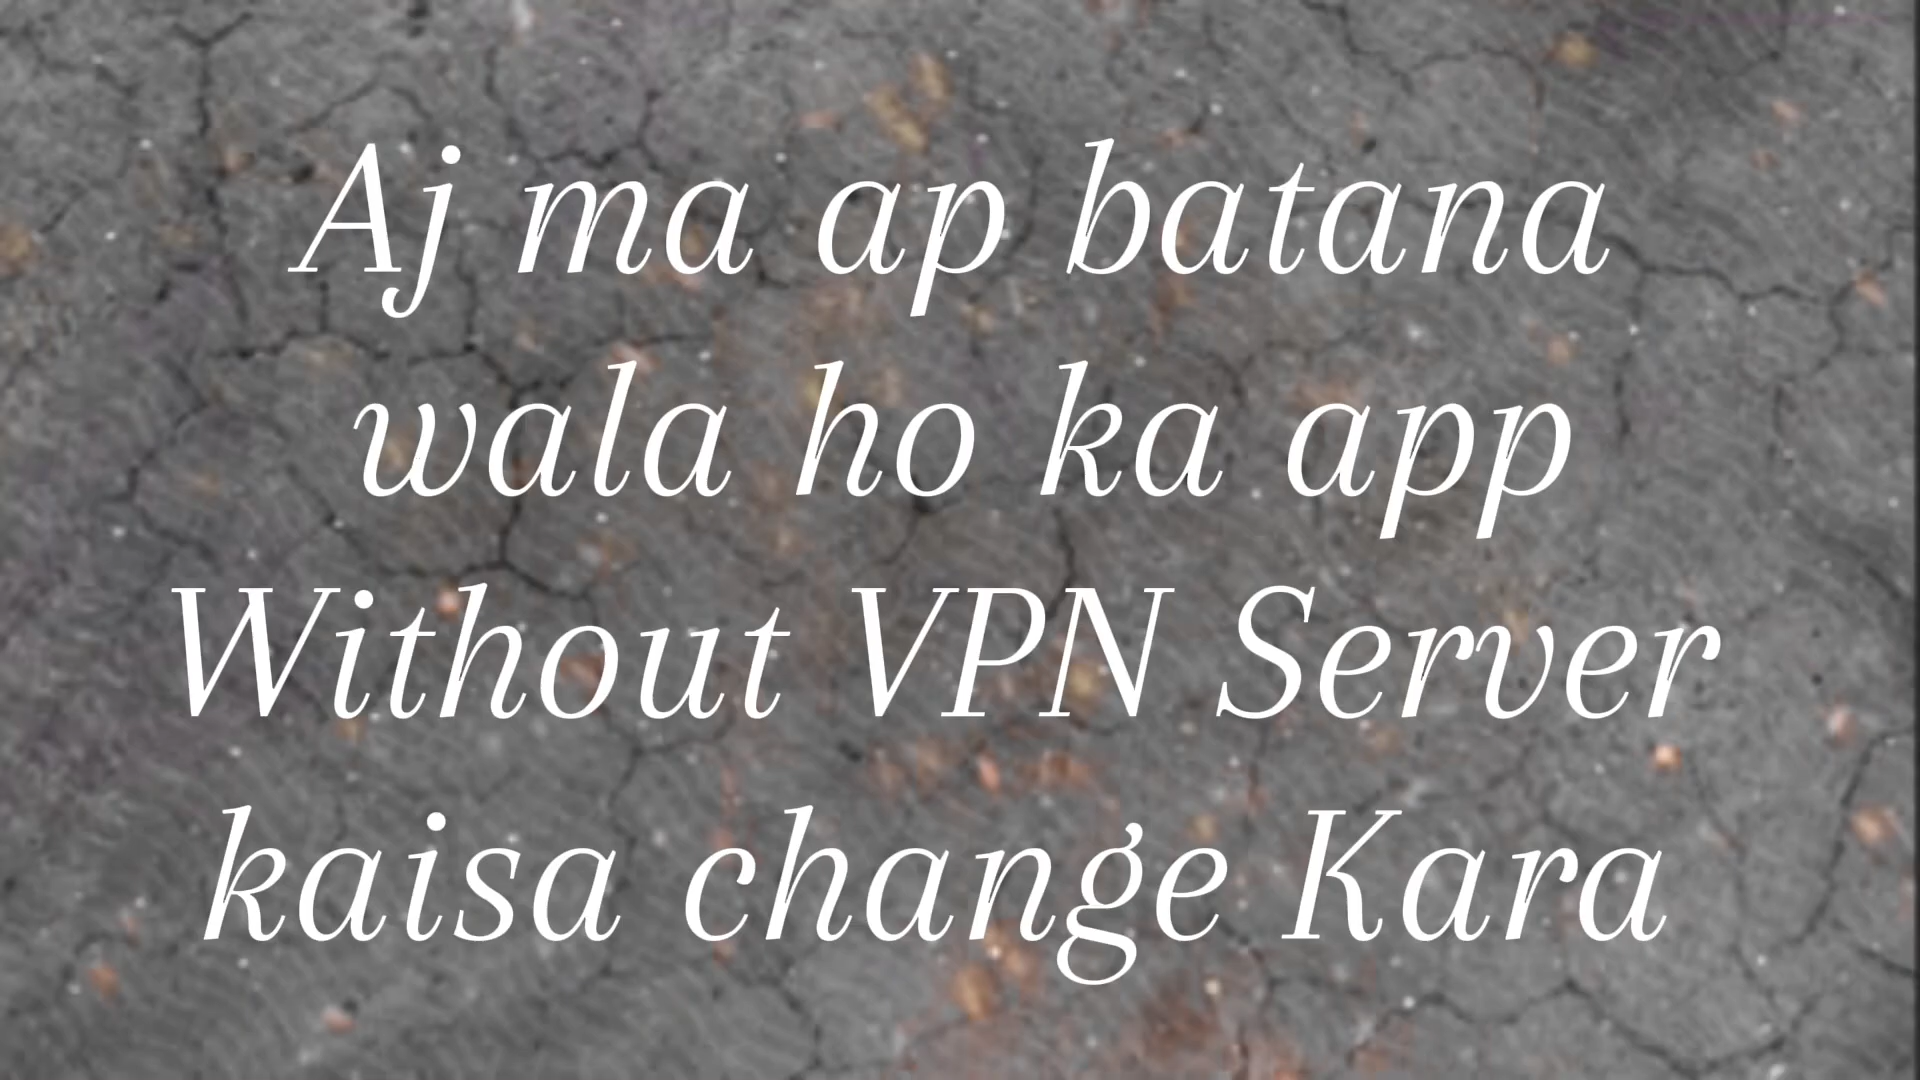 Aj ma ap batana
wala ho ka app
Without VPN Server
kaisa change Kara